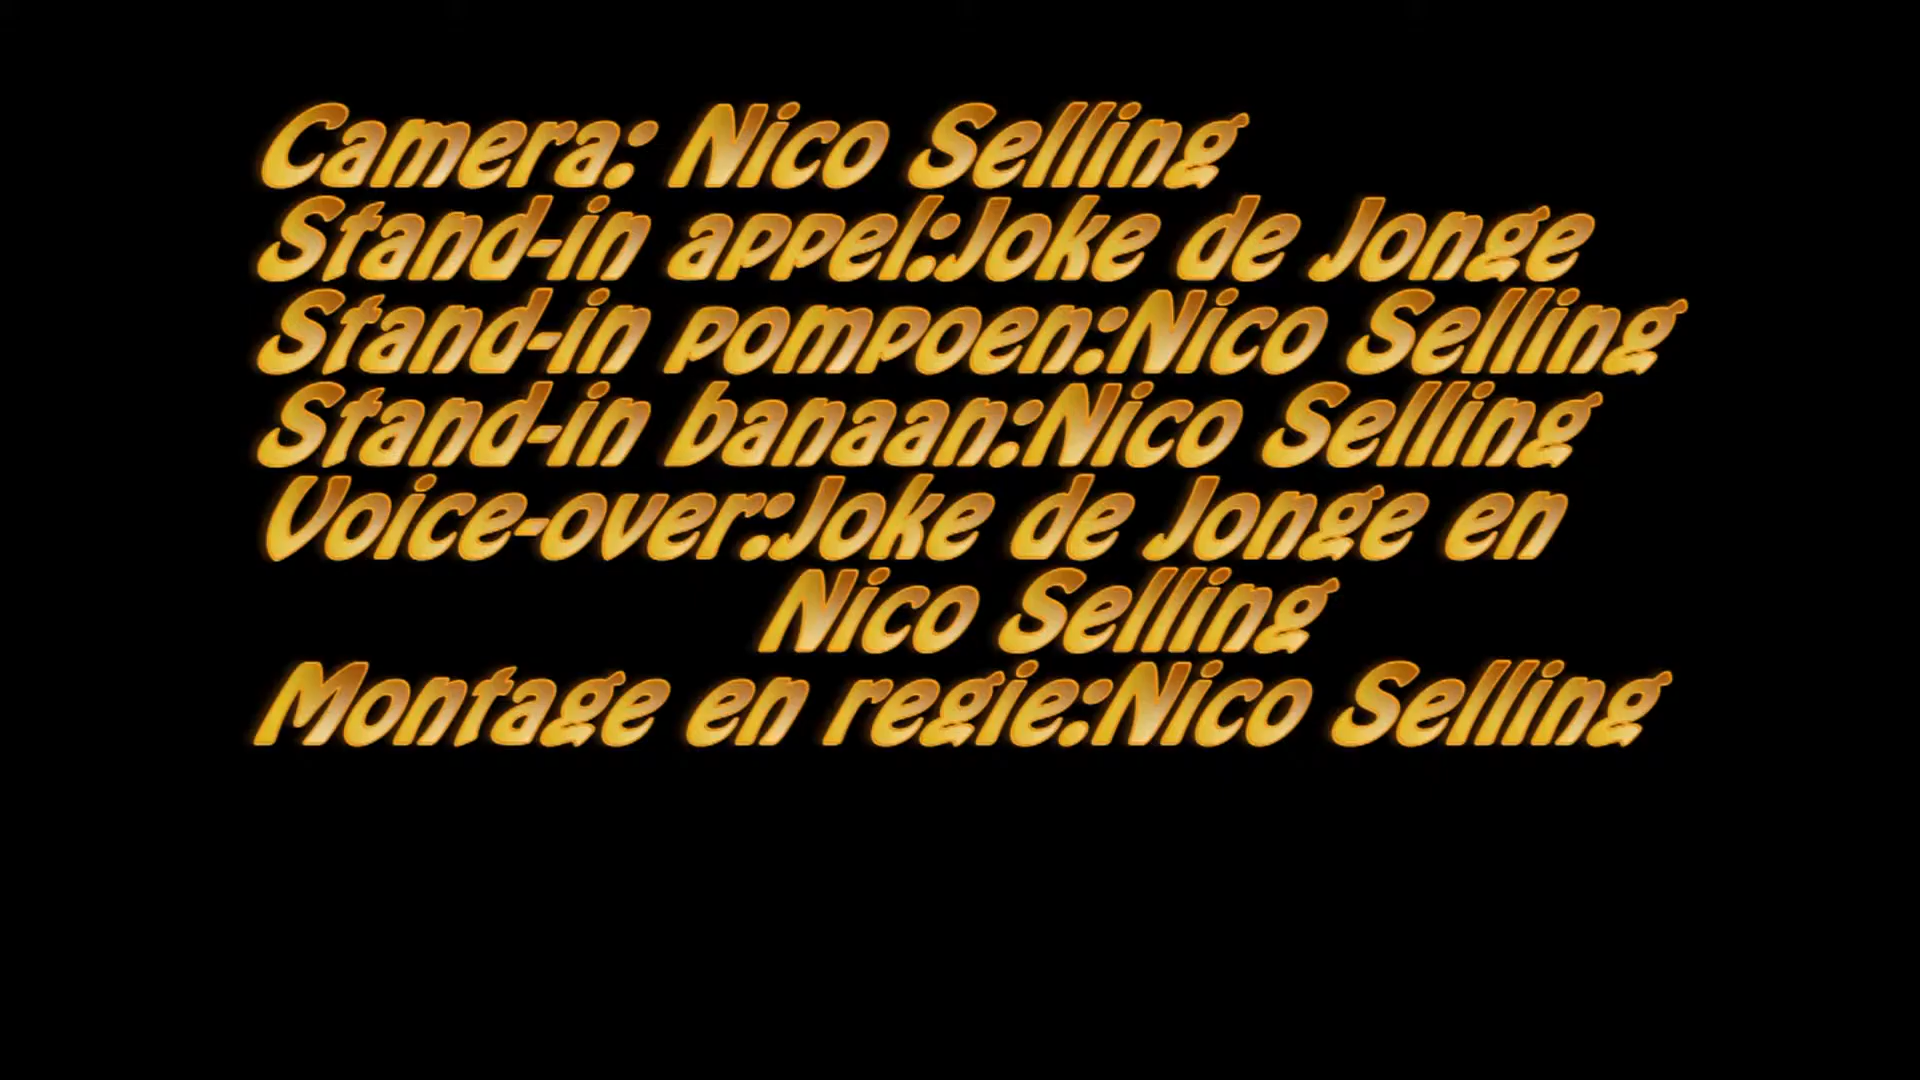 Camera: Nico Selling
Stand-in appel:Joke de Jonge
Stand-in pompoen:Nico Selling
Stand-in banaan:Nico Selling
Voice-over:Joke de Jonge en
Nico Selling
Montage en regie:Nico Selling